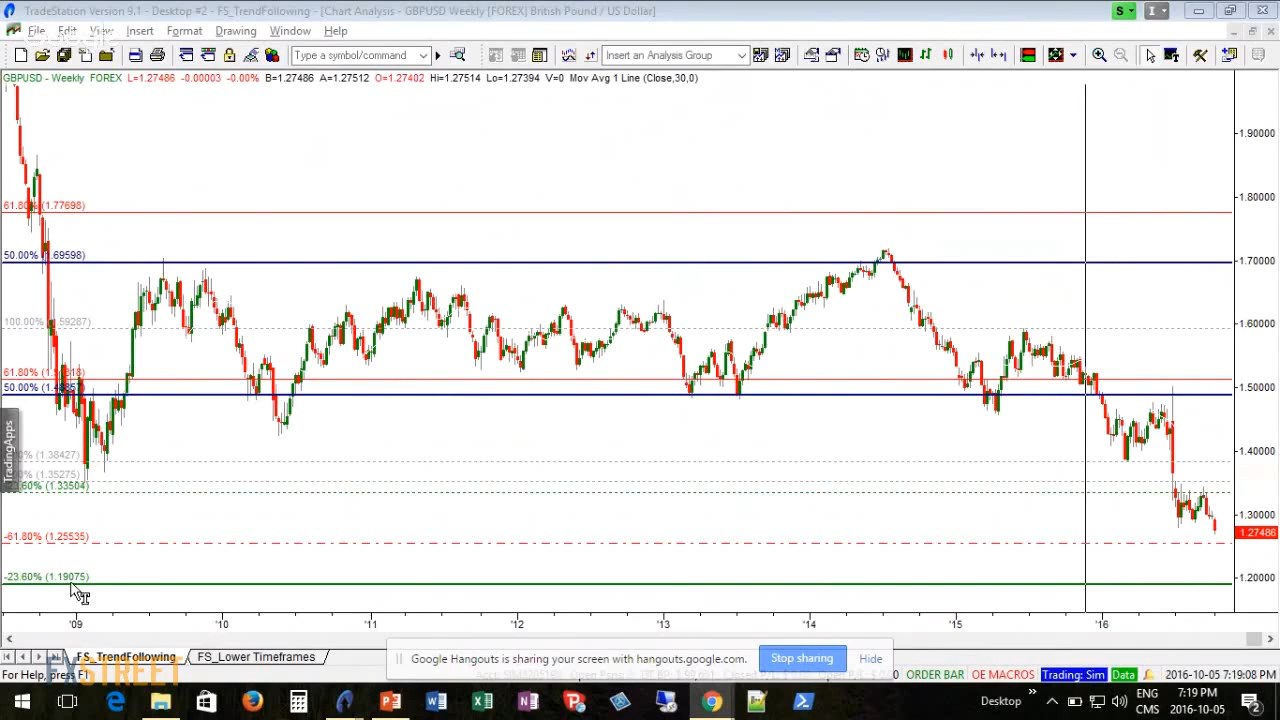 TradeStation Version 9.1 - Desktop #2 - FS_TrendFollowing - [Chart Analysis - GBPUSD Weekly [FOREX] British Pound / US Dollar]
File Edit View Insert Format Drawing Window Help
Type a symbol/command Insert an Analysis Group
GBPUSD - Weekly FOREX L=1.27486 -0.00003 -0.00% B=1.27486 A=1.27512 O=1.27402 Hi=1.27514 Lo=1.27394 V=0 Mov Avg 1 Line (Close,30,0)
1.90000
1.80000
61.80% (1.77698)
1.70000
50.00% (1.69598)
100.00% (1.59287)
1.60000
61.80%
1.50000
50.00%
1.40000
(1.38427)
(1.35275)
(1.33504)
1.30000
1.27486
-61.80% (1.25535)
-23.60% (1.19075)
1.20000
TradingApps
'09 '10 '11 '12 '13 '14 '15 '16
FS_TrendFollowing FS_Lower Timeframes
FXSTREET
Google Hangouts is sharing your screen with hangouts.google.com. Stop sharing Hide
For Help, press F1 ORDER BAR OE MACROS Trading: Sim Data 2016-10-05 7:19:08 PM
Desktop ENG CMS 7:19 PM 2016-10-05